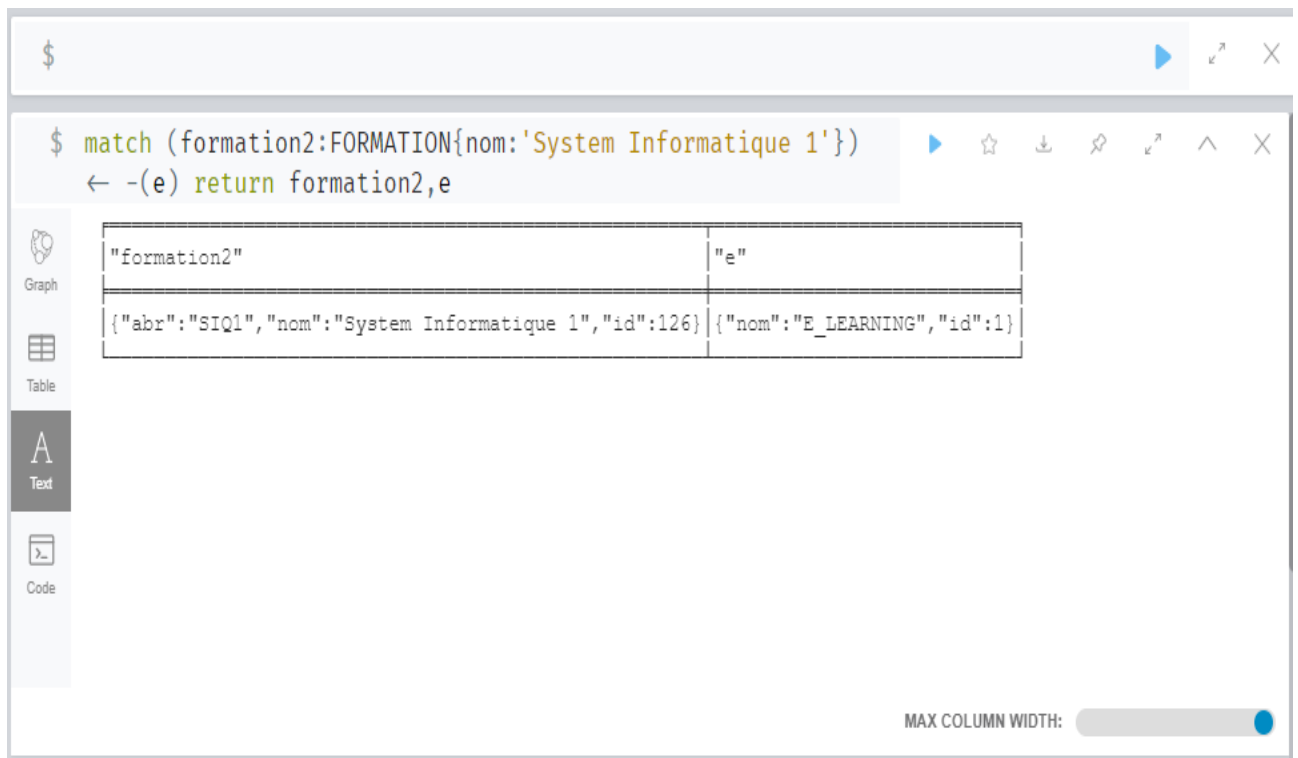 $
$ match (formation2:FORMATION{nom:'System Informatique 1'})
← -(e) return formation2,e
Graph
Table
Text
Code
"formation2" "e"
{"abr":"SIQ1","nom":"System Informatique 1","id":126} {"nom":"E_LEARNING","id":1}
MAX COLUMN WIDTH: